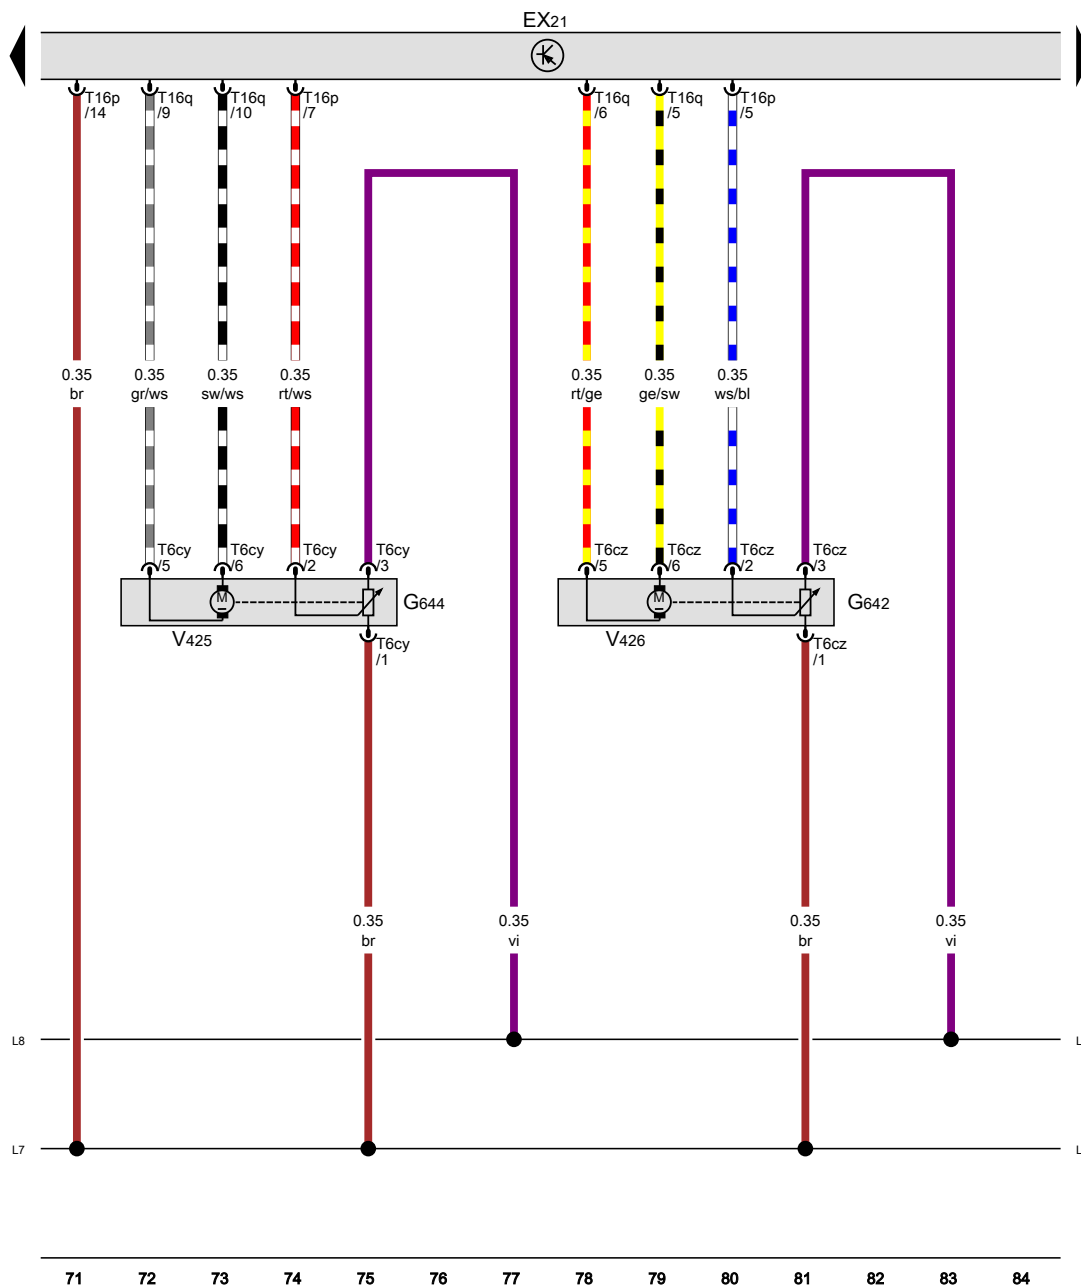 EX21
T16p T16q T16q T16p T16q T16q T16p
/14 /9 /10 /7 /6 /5 /5
0.35 0.35 0.35 0.35 0.35 0.35 0.35
br gr/ws sw/ws rt/ws rt/ge ge/sw ws/bl
T6cy T6cy T6cy T6cy T6cz T6cz T6cz T6cz
/5 /6 /2 /3 /5 /6 /2 /3
M M
G644 G642
V425 V426
T6cy T6cz
/1 /1
0.35 0.35 0.35 0.35
br vi br vi
L8 L
L7 L
71 72 73 74 75 76 77 78 79 80 81 82 83 84